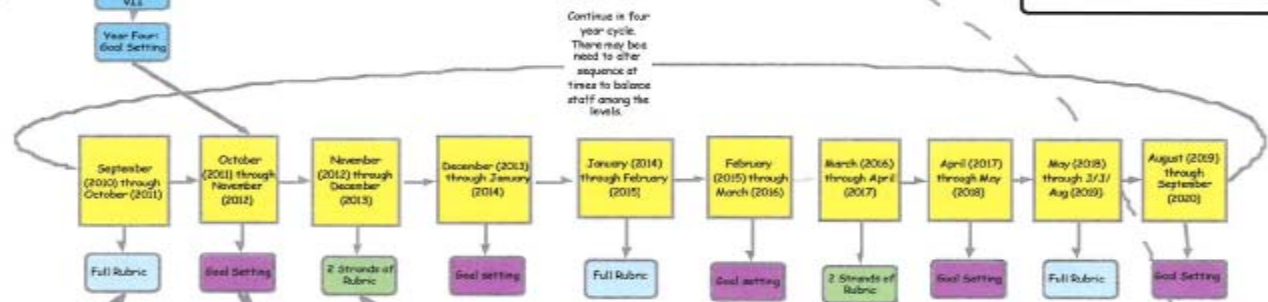 Year Four:
Goal Setting
Continue in four
year cycle.
There may be a
need to alter
sequence at
times to balance
staff among the
levels.
September
(2010) through
October (2011)
October
(2011) through
November
(2012)
November
(2012) through
December
(2013)
December (2013)
through January
(2014)
January (2014)
through February
(2015)
February
(2015) through
March (2016)
March (2016)
through April
(2017)
April (2017)
through May
(2018)
May (2018)
through J/J/
Aug (2019)
August (2019)
through
September
(2020)
Full Rubric
Goal Setting
2 Strands of
Rubric
Goal setting
Full Rubric
Goal setting
2 Strands of
Rubric
Goal Setting
Full Rubric
Goal Setting